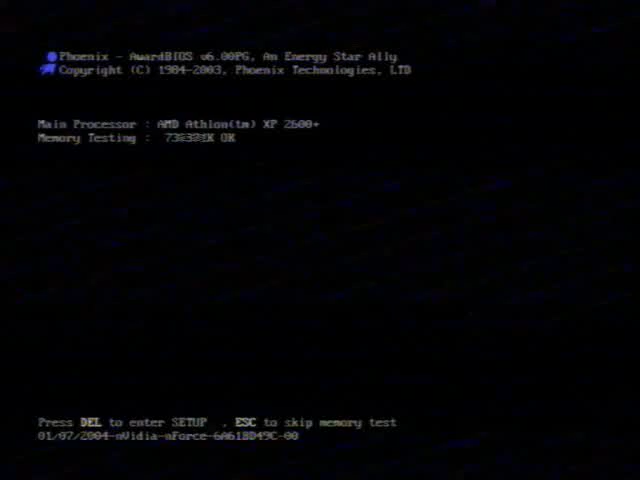 Phoenix - AwardBIOS v6.00PG, An Energy Star Ally
Copyright (C) 1984-2003, Phoenix Technologies, LTD
Main Processor : AMD Athlon(tm) XP 2600+
Memory Testing : OK
Press DEL to enter SETUP , ESC to skip memory test
01/07/2004-nVidia-nForce-6A61BD49C-00